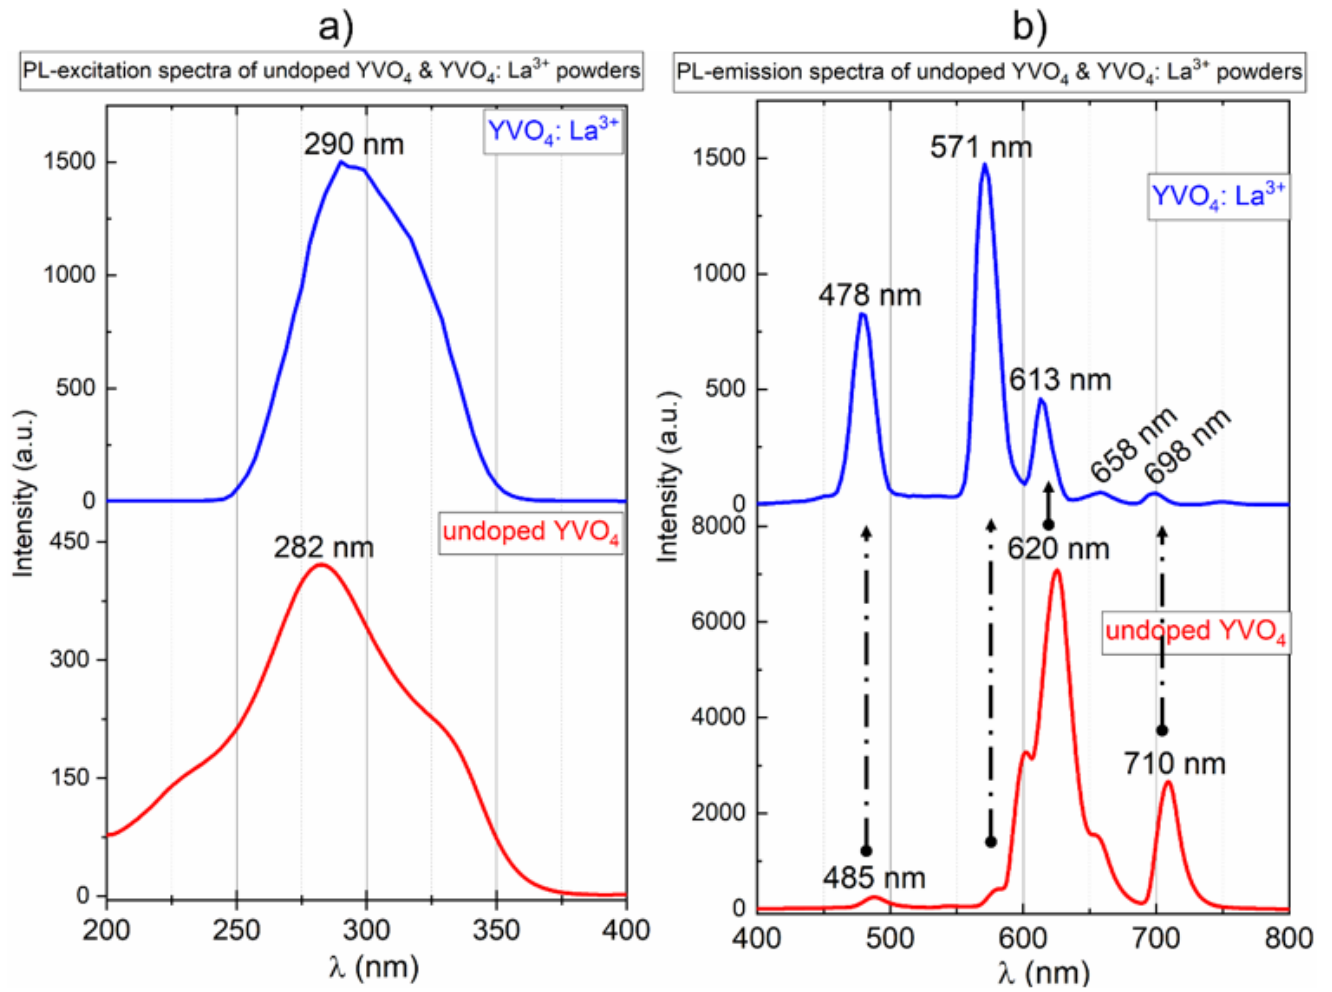 a)
PL-excitation spectra of undoped YVO₄ & YVO₄: La³⁺ powders
YVO₄: La³⁺
290 nm
1500
1000
500
0
Intensity (a.u.)
undoped YVO₄
282 nm
450
300
150
0
200 250 300 350 400
λ (nm)
b)
PL-emission spectra of undoped YVO₄ & YVO₄: La³⁺ powders
571 nm
YVO₄: La³⁺
478 nm
613 nm
658 nm
698 nm
1500
1000
500
0
Intensity (a.u.)
8000
6000
4000
2000
0
620 nm
undoped YVO₄
710 nm
485 nm
400 500 600 700 800
λ (nm)